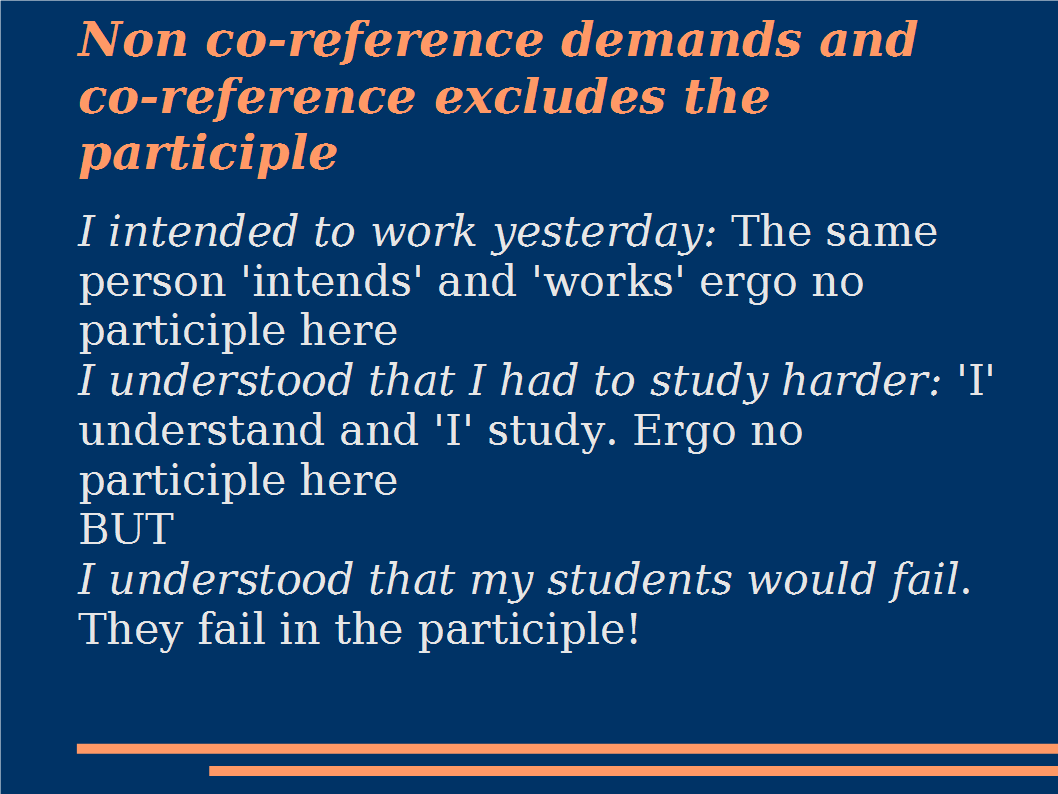 Non co-reference demands and
co-reference excludes the
participle
I intended to work yesterday: The same
person 'intends' and 'works' ergo no
participle here
I understood that I had to study harder: 'I'
understand and 'I' study. Ergo no
participle here
BUT
I understood that my students would fail.
They fail in the participle!